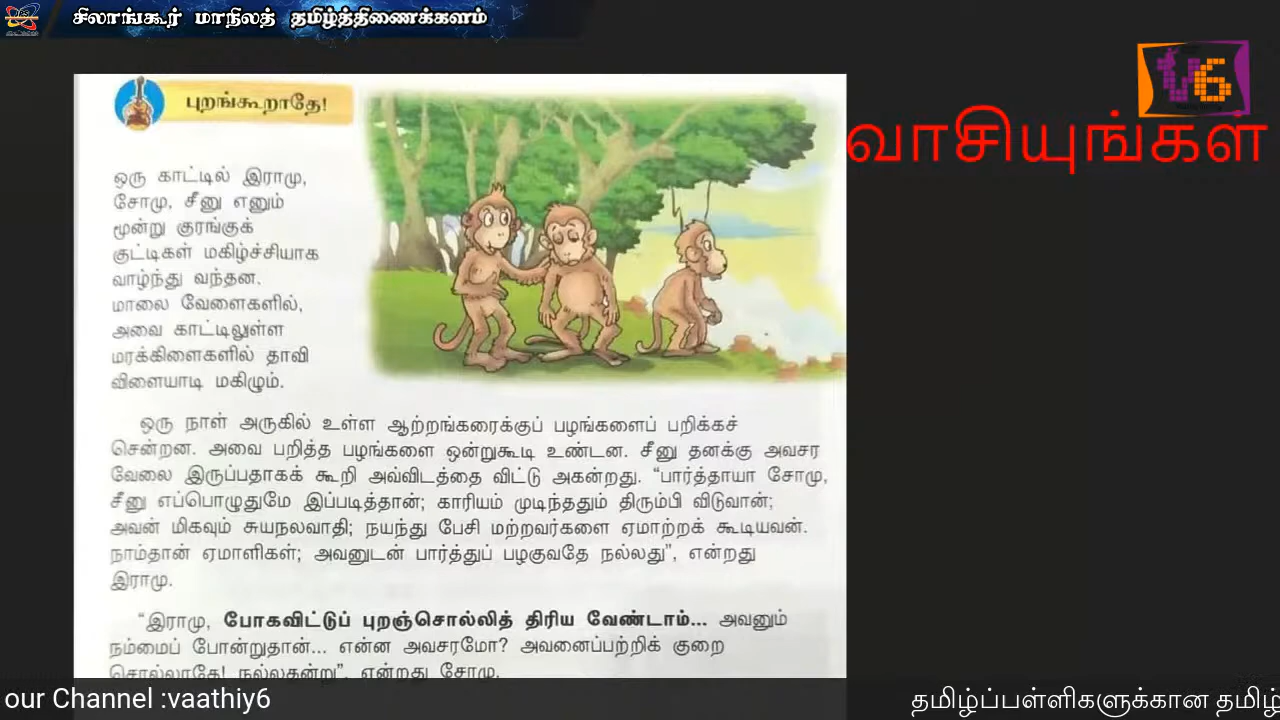 சிலாங்கூர் மாநிலத் தமிழ்த்திணைக்களம்
புறங்கூறாதே!
வாசியுங்கள்
ஒரு காட்டில் இராமு,
சோமு, சீனு எனும்
மூன்று குரங்குக்
குட்டிகள் மகிழ்ச்சியாக
வாழ்ந்து வந்தன.
மாலை வேளைகளில்,
அவை காட்டிலுள்ள
மரக்கிளைகளில் தாவி
விளையாடி மகிழும்.
ஒரு நாள் அருகில் உள்ள ஆற்றங்கரைக்குப் பழங்களைப் பறிக்கச்
சென்றன. அவை பறித்த பழங்களை ஒன்றுகூடி உண்டன. சீனு தனக்கு அவசர
வேலை இருப்பதாகக் கூறி அவ்விடத்தை விட்டு அகன்றது. “பார்த்தாயா சோமு,
சீனு எப்பொழுதுமே இப்படித்தான்; காரியம் முடிந்ததும் திரும்பி விடுவான்;
அவன் மிகவும் சுயநலவாதி; நயந்து பேசி மற்றவர்களை ஏமாற்றக் கூடியவன்.
நாம்தான் ஏமாளிகள்; அவனுடன் பார்த்துப் பழகுவதே நல்லது”, என்றது
இராமு.
“இராமு, போகவிட்டுப் புறஞ்சொல்லித் திரிய வேண்டாம்... அவனும்
நம்மைப் போன்றுதான்... என்ன அவசரமோ? அவனைப்பற்றிக் குறை
சொல்லாதே! நல்லதன்று”, என்றது சோமு.
our Channel :vaathiy6
தமிழ்ப்பள்ளிகளுக்கான தமிழ்